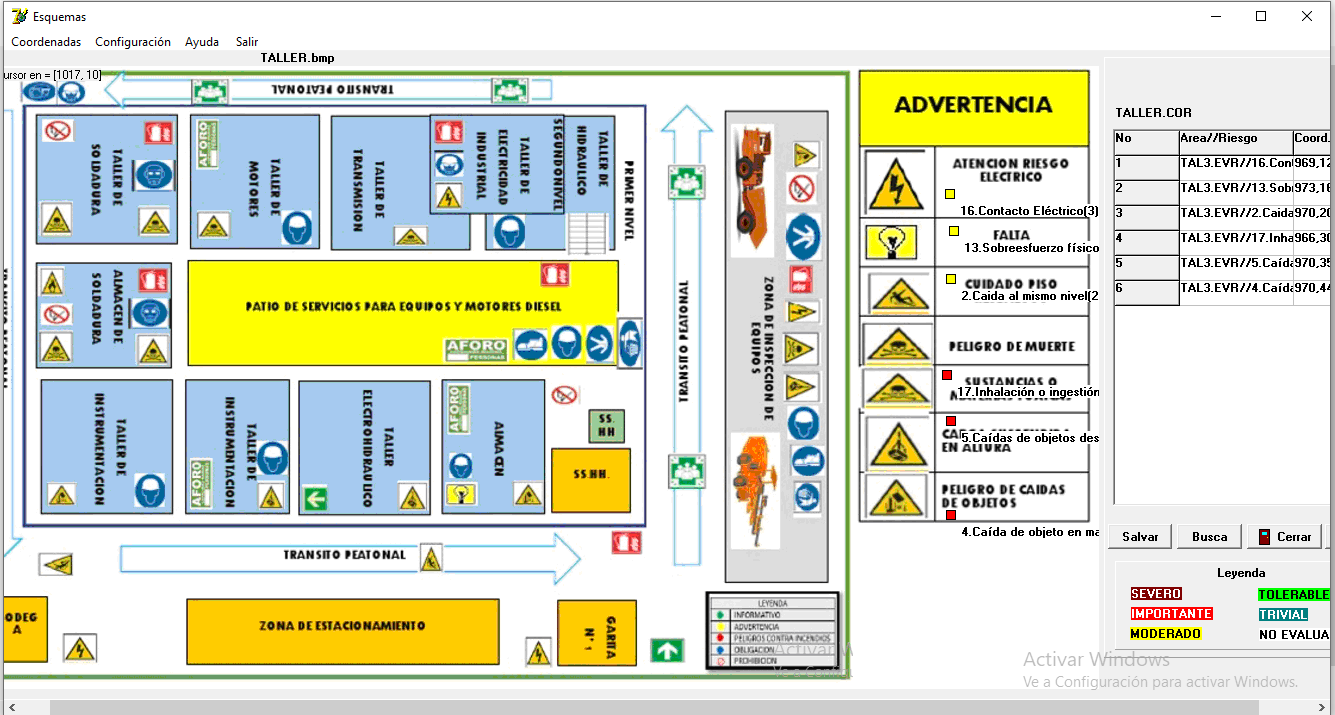 Esquemas
Coordenadas Configuración Ayuda Salir
TALLER.bmp
ursor en = [1017, 10]
TRANSITO PEATONAL
TALLER DE
SOLDADURA
AFORO
PERSONAS
TALLER DE
MOTORES
TALLER DE
TRANSMISION
TALLER DE
ELECTRICIDAD
INDUSTRIAL
TALLER DE
HIDRAULICO
SEGUNDO NIVEL
PRIMER NIVEL
ALMACEN DE
SOLDADURA
PATIO DE SERVICIOS PARA EQUIPOS Y MOTORES DIESEL
AFORO
PERSONAS
TALLER DE
INSTRUMENTACION
TALLER DE
INSTRUMENTACION
AFORO
TALLER
ELECTROHIDRAULICO
AFORO
ALMACEN
SS.
HH
SS.HH.
TRANSITO PEATONAL
ZONA DE INSPECCION DE
EQUIPOS
TRANSITO PEATONAL
ODEG
A
ZONA DE ESTACIONAMIENTO
GARITA
N° 1
LEYENDA
INFORMATIVO
ADVERTENCIA
PELIGROS CONTRA INCENDIOS
OBLIGACION
PROHIBICION
ADVERTENCIA
ATENCION RIESGO
ELECTRICO
16.Contacto Eléctrico(3)
FALTA
13.Sobreesfuerzo físico
CUIDADO PISO
2.Caida al mismo nivel(2
PELIGRO DE MUERTE
SUSTANCIAS O
17.Inhalación o ingestión
5.Caídas de objetos des
EN ALTURA
PELIGRO DE CAIDAS
DE OBJETOS
4.Caída de objeto en ma
TALLER.COR
No Area//Riesgo Coord.
1 TAL3.EVR//16.Con 969,12
2 TAL3.EVR//13.Sob 973,16
3 TAL3.EVR//2.Caida 970,20
4 TAL3.EVR//17.Inha 966,30
5 TAL3.EVR//5.Caída 970,35
6 TAL3.EVR//4.Caída 970,44
Salvar Busca Cerrar
Leyenda
SEVERO TOLERABLE
IMPORTANTE TRIVIAL
MODERADO NO EVALUA
Activar Windows
Ve a Configuración para activar Windows.